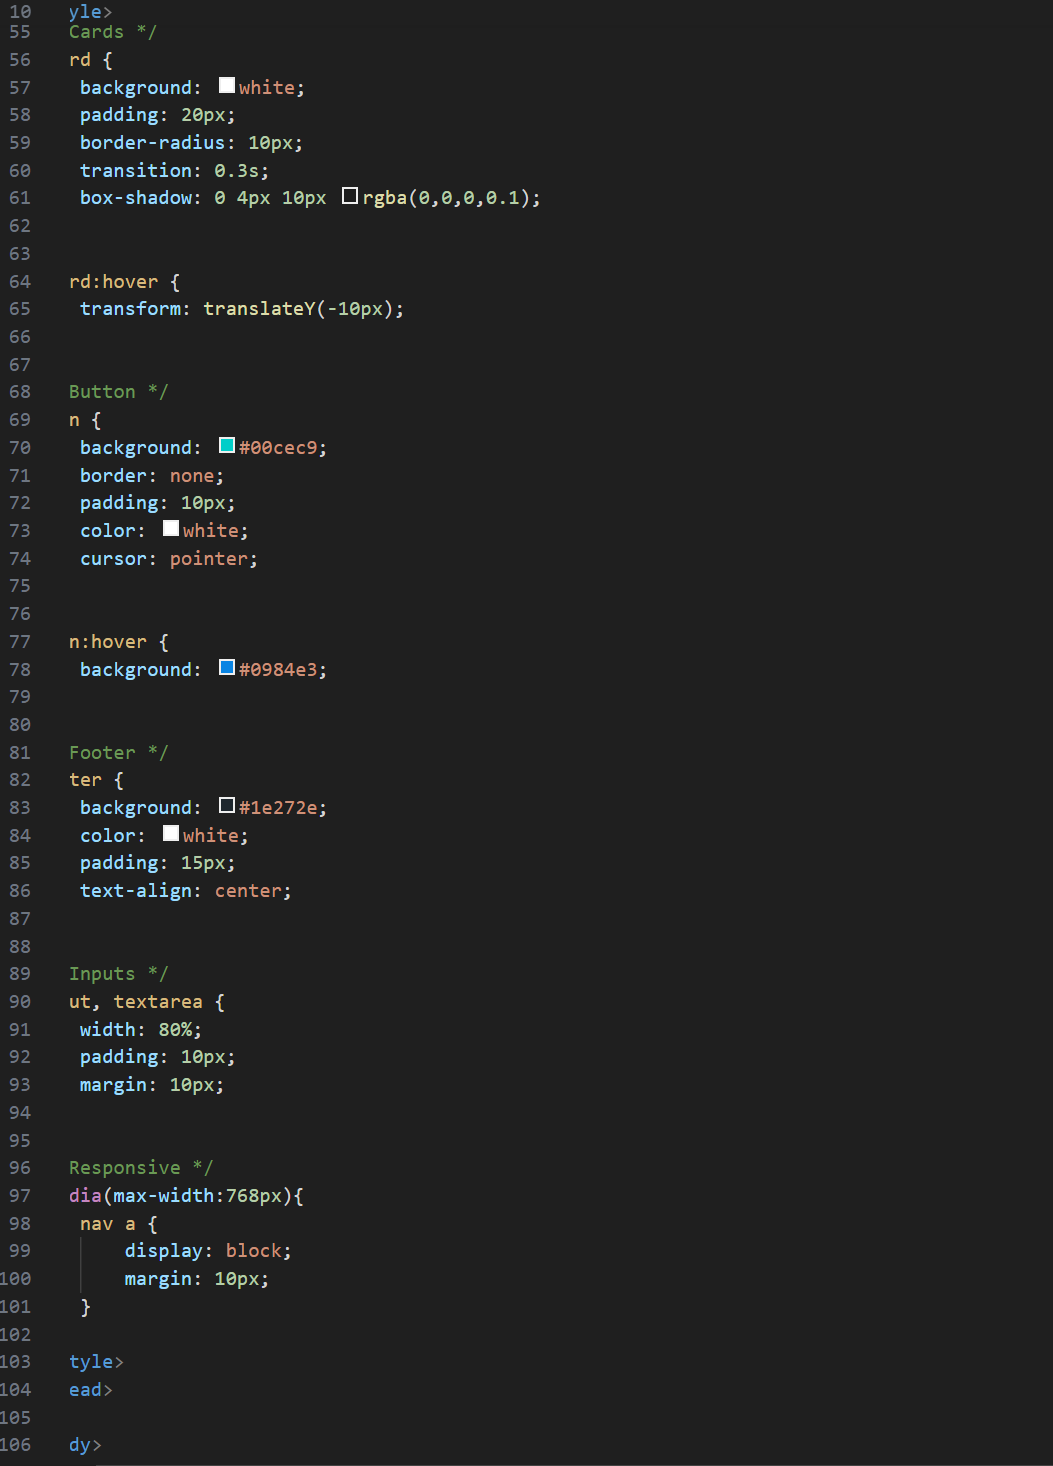 10 yle>
55 Cards */
56 rd {
57 background: white;
58 padding: 20px;
59 border-radius: 10px;
60 transition: 0.3s;
61 box-shadow: 0 4px 10px rgba(0,0,0,0.1);
62
63
64 rd:hover {
65 transform: translateY(-10px);
66
67
68 Button */
69 n {
70 background: #00cec9;
71 border: none;
72 padding: 10px;
73 color: white;
74 cursor: pointer;
75
76
77 n:hover {
78 background: #0984e3;
79
80
81 Footer */
82 ter {
83 background: #1e272e;
84 color: white;
85 padding: 15px;
86 text-align: center;
87
88
89 Inputs */
90 ut, textarea {
91 width: 80%;
92 padding: 10px;
93 margin: 10px;
94
95
96 Responsive */
97 dia(max-width:768px){
98 nav a {
99 display: block;
100 margin: 10px;
101 }
102
103 tyle>
104 ead>
105
106 dy>